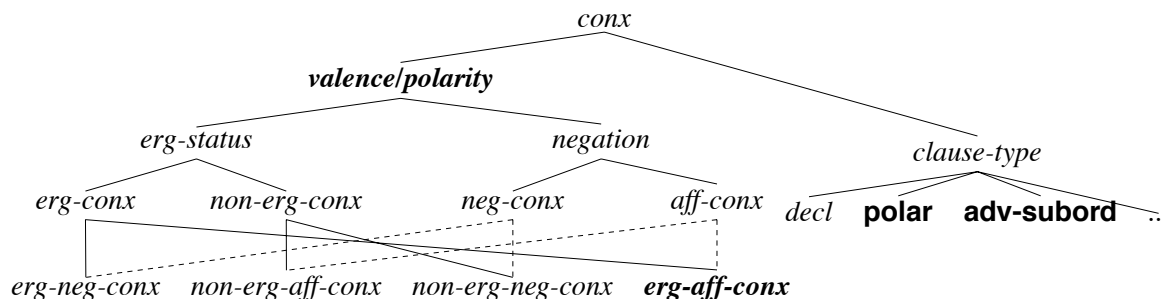 conx
valence/polarity
erg-status negation clause-type
erg-conx non-erg-conx neg-conx aff-conx decl polar adv-subord ..
erg-neg-conx non-erg-aff-conx non-erg-neg-conx erg-aff-conx